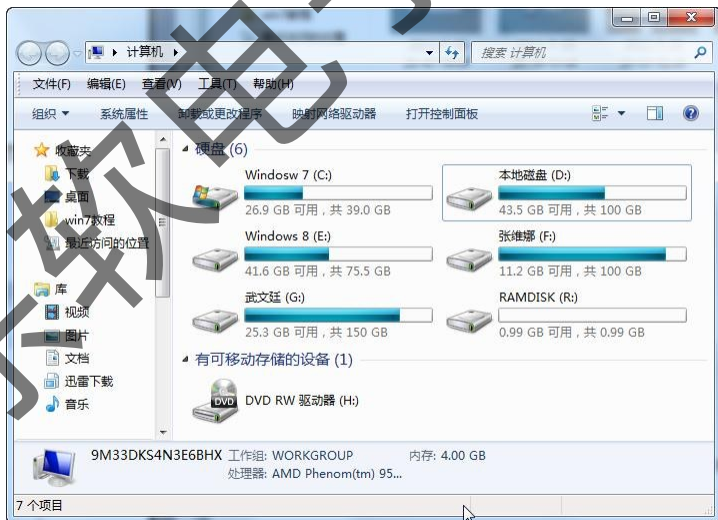 计算机
搜索 计算机
文件(F) 编辑(E) 查看(V) 工具(T) 帮助(H)
组织 系统属性 卸载或更改程序 映射网络驱动器 打开控制面板
收藏夹
下载
桌面
win7教程
最近访问的位置
库
视频
图片
文档
迅雷下载
音乐
硬盘 (6)
Windosw 7 (C:)
26.9 GB 可用，共 39.0 GB
本地磁盘 (D:)
43.5 GB 可用，共 100 GB
Windows 8 (E:)
41.6 GB 可用，共 75.5 GB
张维娜 (F:)
11.2 GB 可用，共 100 GB
武文廷 (G:)
25.3 GB 可用，共 150 GB
RAMDISK (R:)
0.99 GB 可用，共 0.99 GB
有可移动存储的设备 (1)
DVD
DVD RW 驱动器 (H:)
9M33DKS4N3E6BHX 工作组: WORKGROUP 内存: 4.00 GB
处理器: AMD Phenom(tm) 95...
7 个项目
软电